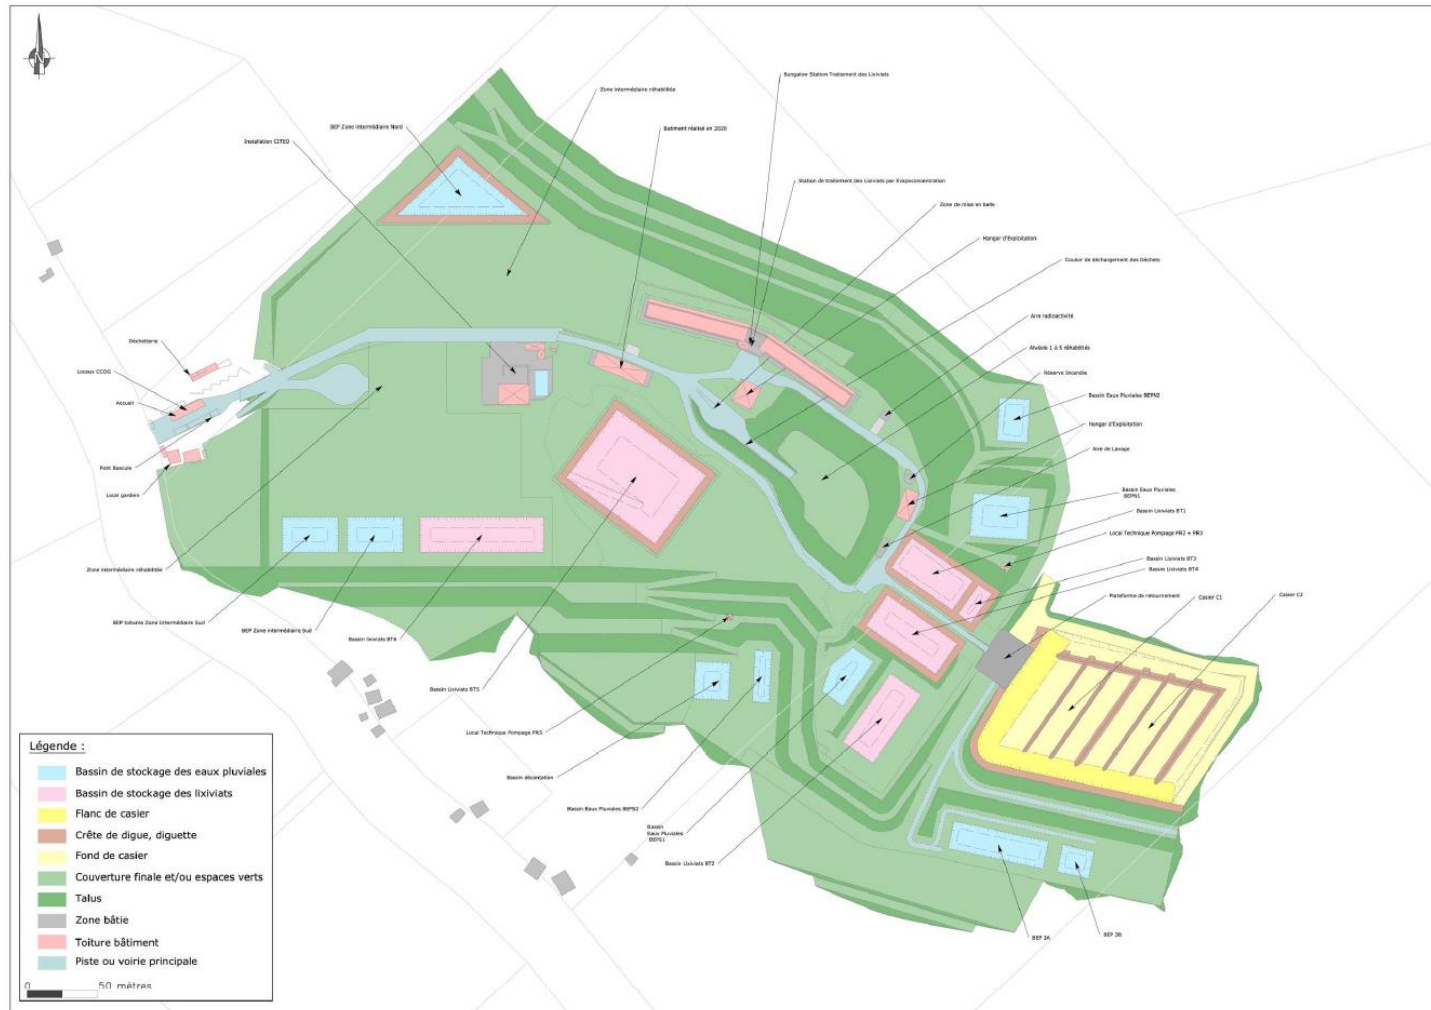 N
Bungalow Station Traitement des Lixiviats
Zone intermédiaire réhabilitée
BEP Zone intermédiaire Nord
Batiment réalisé en 2020
Installation CITEO
Station de traitement des Lixiviats par Evapoconcentration
Zone de mise en balle
Hangar d'Exploitation
Couloir de déchargement des Déchets
Aire radioactivité
Alvéole 1 à 5 réhabilités
Réserve Incendie
Bassin Eaux Pluviales BEPN2
Hangar d'Exploitation
Aire de Lavage
Bassin Eaux Pluviales
BEPN1
Bassin Lixiviats BT1
Local Technique Pompage PR2 + PR3
Bassin Lixiviats BT3
Bassin Lixiviats BT4
Plateforme de retournement
Casier C1
Casier C2
Déchetterie
Locaux CCDG
Accueil
Pont Bascule
Local gardien
Zone intermédiaire réhabilitée
BEP toitures Zone Intermédiaire Sud
BEP Zone intermédiaire Sud
Bassin lixiviats BT6
Bassin Lixiviats BT5
Local Technique Pompage PR5
Bassin décantation
Bassin Eaux Pluviales BEPS2
Bassin
Eaux Pluviales
BEPS1
Bassin Lixiviats BT2
BEP 3A
BEP 3B
Légende :
Bassin de stockage des eaux pluviales
Bassin de stockage des lixiviats
Flanc de casier
Crête de digue, diguette
Fond de casier
Couverture finale et/ou espaces verts
Talus
Zone bâtie
Toiture bâtiment
Piste ou voirie principale
0 50 mètres